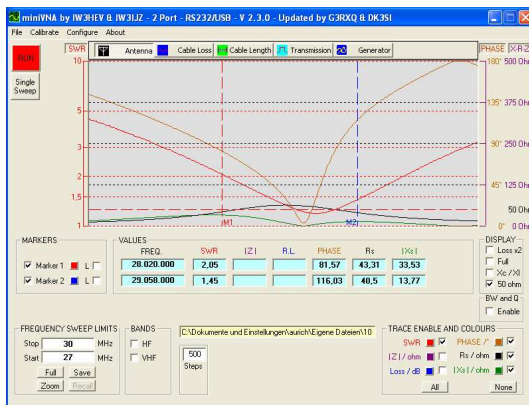 miniVNA by IW3HEV & IW3IJZ - 2 Port - RS232/USB - V - 2.3.0 - Updated by G3RXQ & DK3SI
File Calibrate Configure About
RUN
Single
Sweep
SWR Antenna Cable Loss Cable Length Transmission Generator PHASE |X-R-Z|
10 180° 500 Ohm
5 135° 375 Ohm
3 90° 250 Ohm
2
1,5 45° 125 Ohm
50 Ohm
1 M1 M2 0° 0 Ohm
MARKERS
Marker 1 L
Marker 2 L
VALUES
FREQ. SWR |Z| R.L. PHASE Rs |Xs|
28.020.000 2,05 81,57 43,31 33,53
29.058.000 1,45 116,03 40,5 13,77
DISPLAY
Loss x2
Full
Xc / Xl
50 ohm
BW and Q
Enable
FREQUENCY SWEEP LIMITS
Stop 30 MHz
Start 27 MHz
Full Save
Zoom Recall
BANDS
HF
VHF
C:\Dokumente und Einstellungen\aurich\Eigene Dateien\10
500
Steps
TRACE ENABLE AND COLOURS
SWR PHASE /°
|Z| / ohm Rs / ohm
Loss / dB |Xs| / ohm
All None